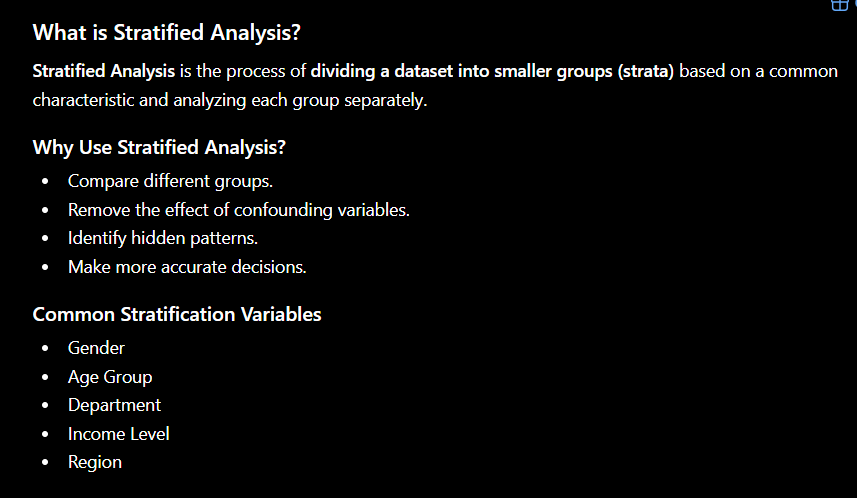 What is Stratified Analysis?
Stratified Analysis is the process of dividing a dataset into smaller groups (strata) based on a common
characteristic and analyzing each group separately.
Why Use Stratified Analysis?
• Compare different groups.
• Remove the effect of confounding variables.
• Identify hidden patterns.
• Make more accurate decisions.
Common Stratification Variables
• Gender
• Age Group
• Department
• Income Level
• Region